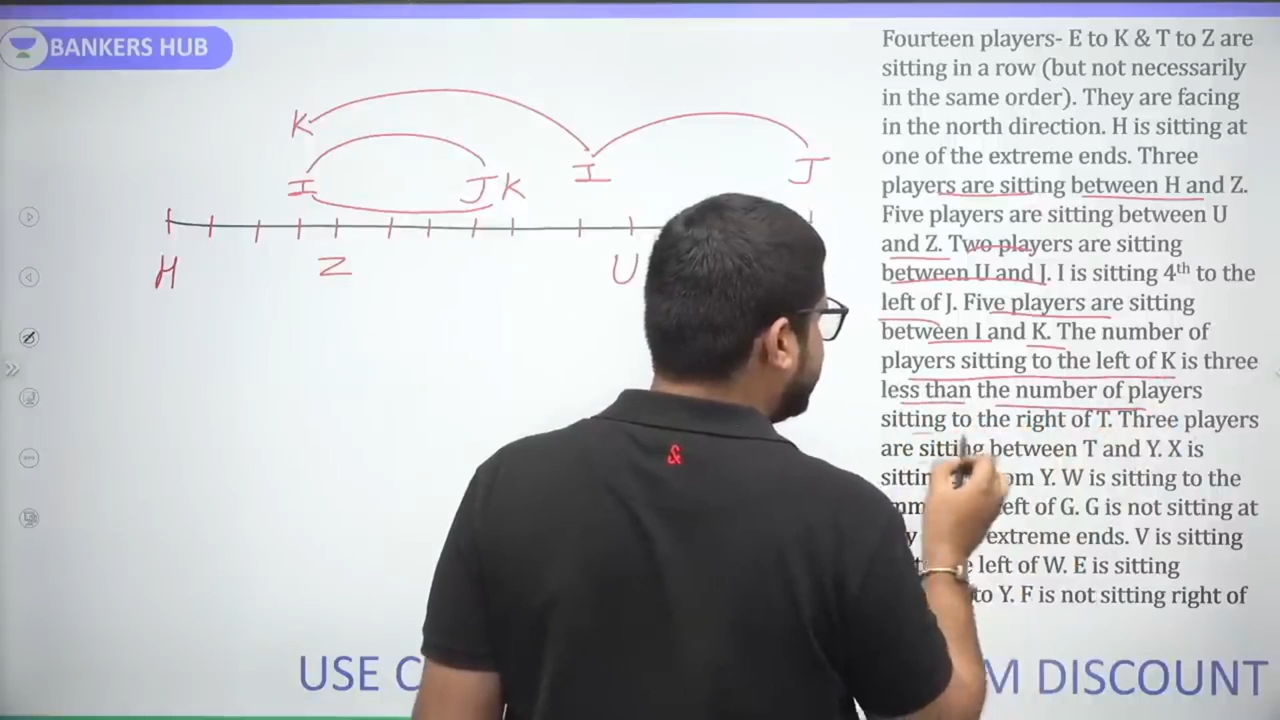 BANKERS HUB
K
I J K I J
H Z U
&
Fourteen players- E to K & T to Z are
sitting in a row (but not necessarily
in the same order). They are facing
in the north direction. H is sitting at
one of the extreme ends. Three
players are sitting between H and Z.
Five players are sitting between U
and Z. Two players are sitting
between U and J. I is sitting 4th to the
left of J. Five players are sitting
between I and K. The number of
players sitting to the left of K is three
less than the number of players
sitting to the right of T. Three players
are sitting between T and Y. X is
Y. W is sitting to the
left of G. G is not sitting at
extreme ends. V is sitting
left of W. E is sitting
to Y. F is not sitting right of
USE DISCOUNT